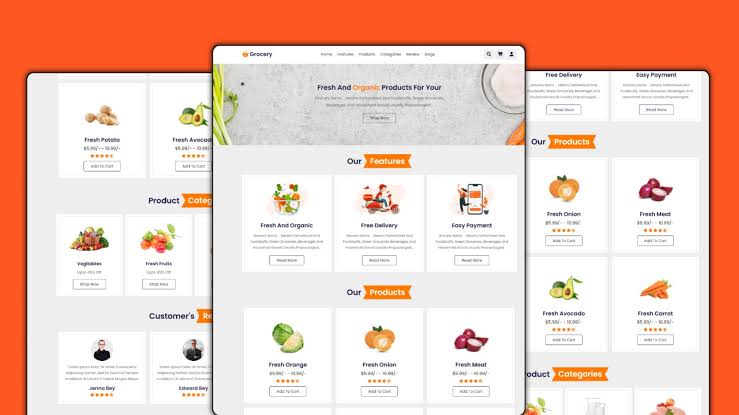 Fresh Potato
$5.99/- - 10.99/-
Add To Cart
Fresh Avocad
$5.99/- - 10.99/-
Add To Cart
Product Categ
Vegitables
Upto 45% Off
Shop Now
Fresh Fruits
Upto 45% Off
Shop Now
Customer's Re
Jenna Bey
Edward Bey
Grocery
Home Features Products Categories Review Blogs
Fresh And Organic Products For Your
Shop Now
Our Features
Fresh And Organic
Read More
Free Delivery
Read More
Easy Payment
Read More
Our Products
Fresh Orange
$5.99/- - 10.99/-
Add To Cart
Fresh Onion
$5.99/- - 10.99/-
Add To Cart
Fresh Meat
$5.99/- - 10.99/-
Add To Cart
Free Delivery
Read More
Easy Payment
Read More
Our Products
Fresh Onion
$5.99/- - 10.99/-
Add To Cart
Fresh Meat
$5.99/- - 10.99/-
Add To Cart
Fresh Avocado
$5.99/- - 10.99/-
Add To Cart
Fresh Carrot
$5.99/- - 10.99/-
Add To Cart
roduct Categories